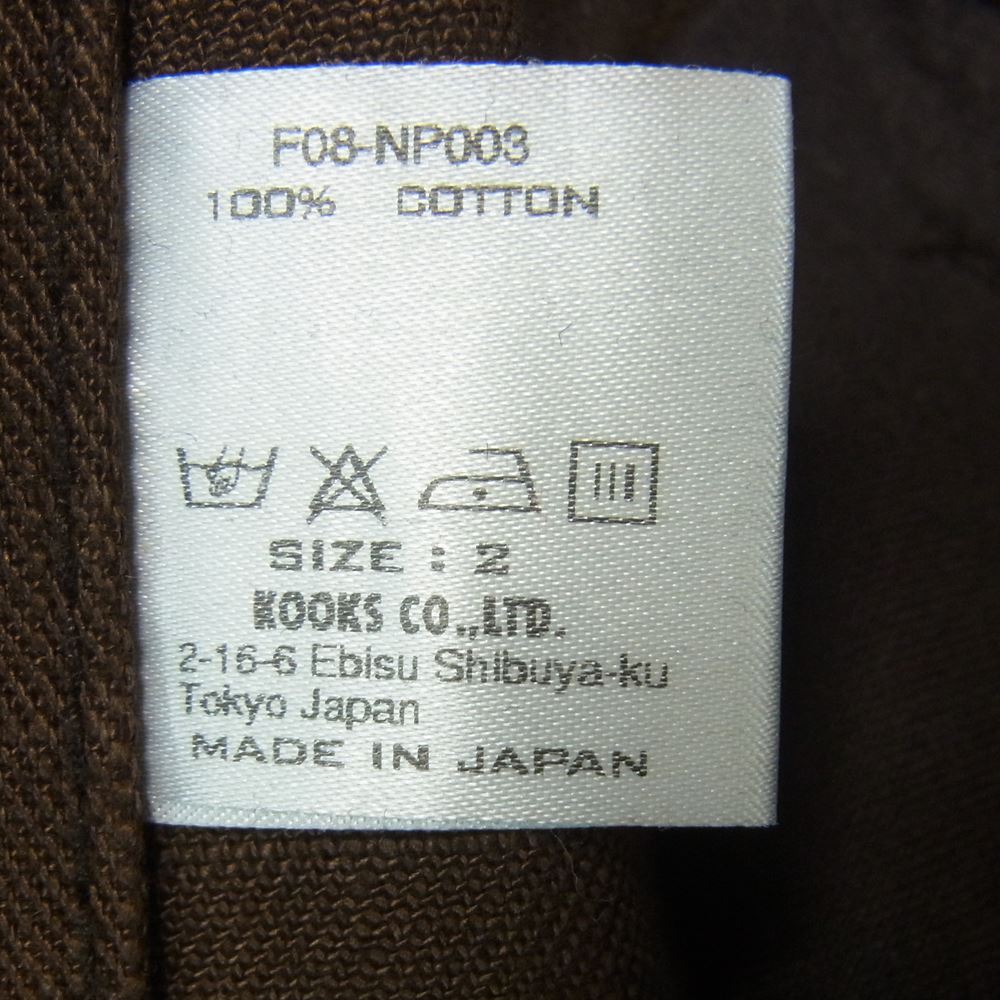 F08-NP003
100% COTTON
SIZE : 2
KOOKS CO.,LTD.
2-16-6 Ebisu Shibuya-ku
Tokyo Japan
MADE IN JAPAN